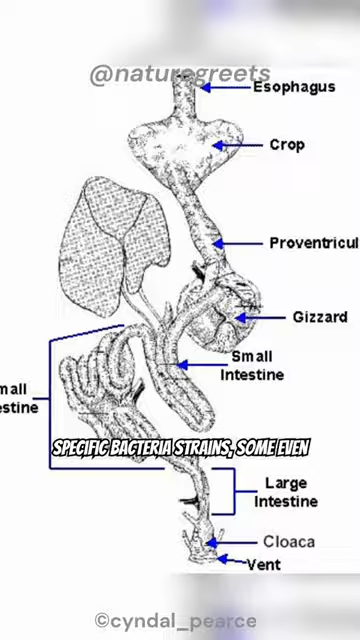 @naturegreets
Esophagus
Crop
Proventricul
Gizzard
Small
Intestine
mall
estine
SPECIFIC BACTERIA STRAINS, SOME EVEN
Large
Intestine
Cloaca
Vent
©cyndal_pearce